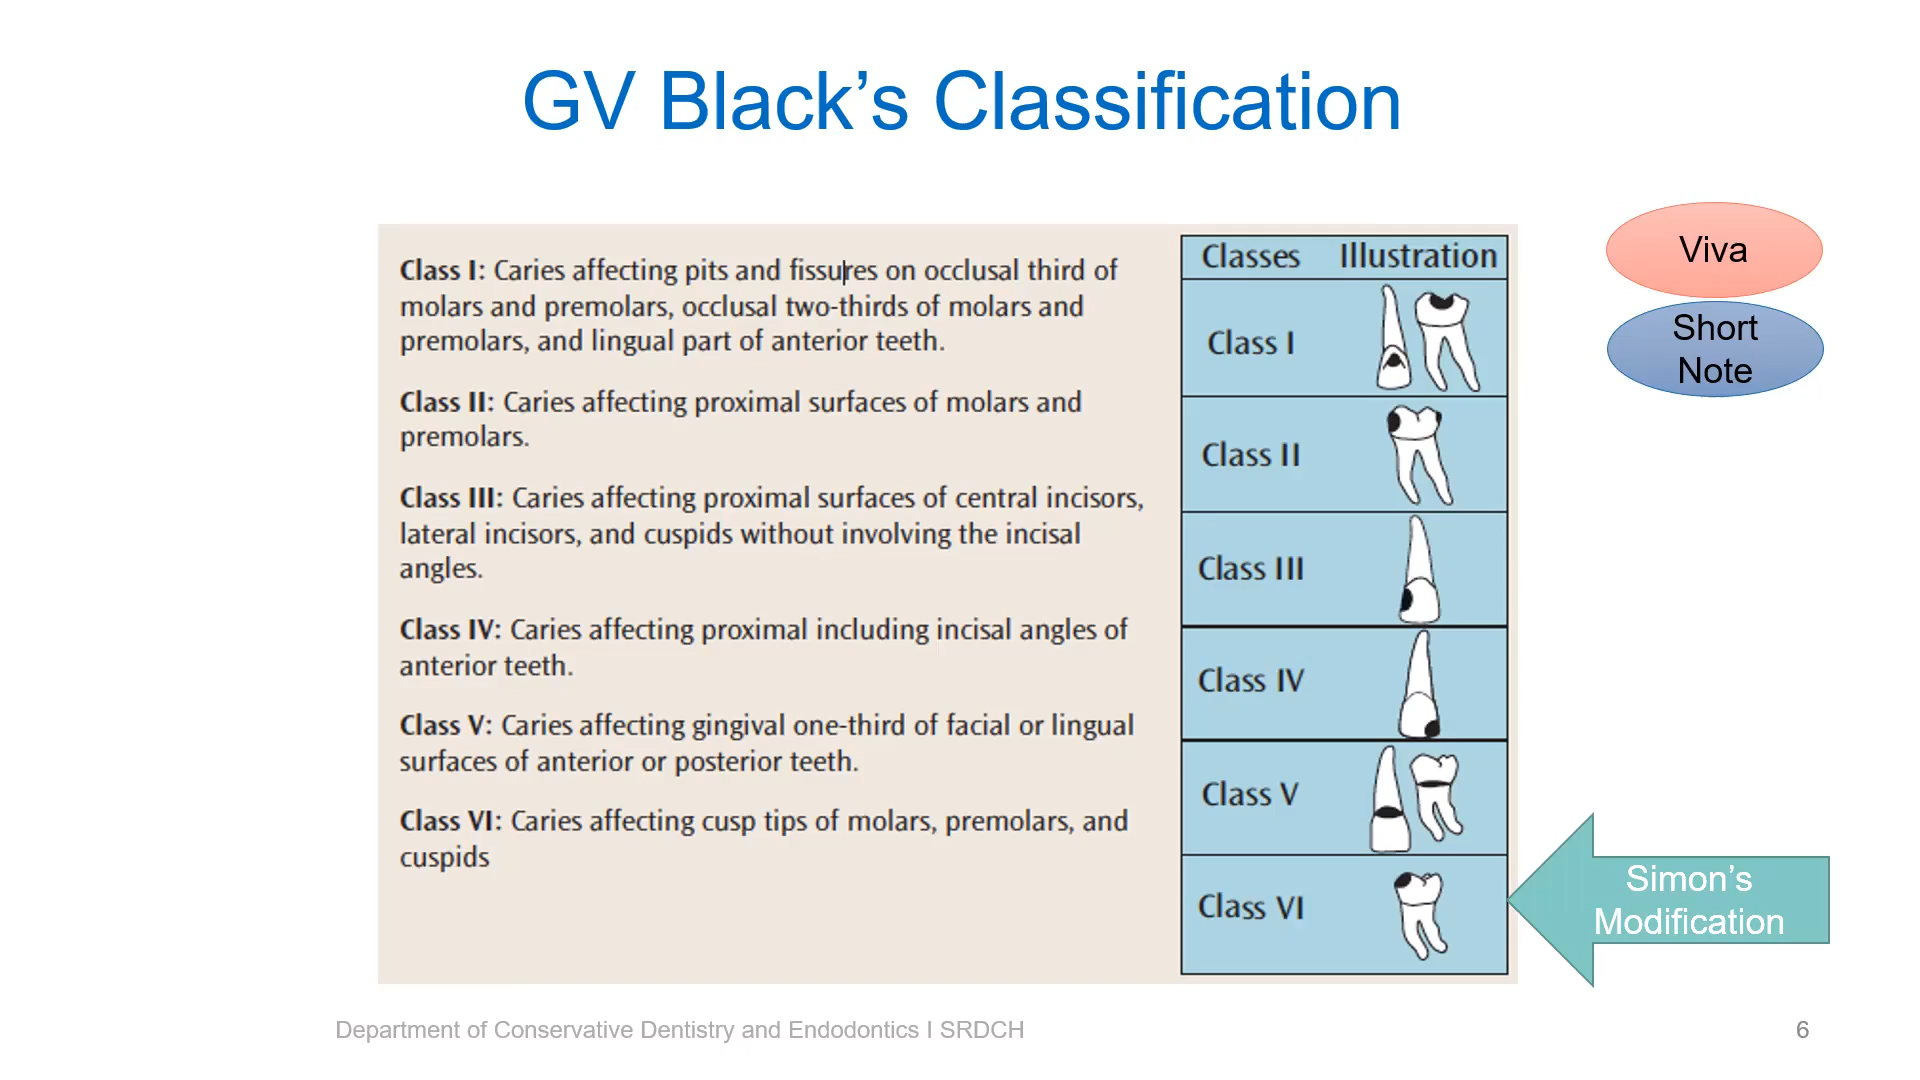 GV Black’s Classification
Class I: Caries affecting pits and fissures on occlusal third of
molars and premolars, occlusal two-thirds of molars and
premolars, and lingual part of anterior teeth.
Class II: Caries affecting proximal surfaces of molars and
premolars.
Class III: Caries affecting proximal surfaces of central incisors,
lateral incisors, and cuspids without involving the incisal
angles.
Class IV: Caries affecting proximal including incisal angles of
anterior teeth.
Class V: Caries affecting gingival one-third of facial or lingual
surfaces of anterior or posterior teeth.
Class VI: Caries affecting cusp tips of molars, premolars, and
cuspids
Classes Illustration
Class I
Class II
Class III
Class IV
Class V
Class VI
Viva
Short
Note
Simon’s
Modification
Department of Conservative Dentistry and Endodontics I SRDCH
6